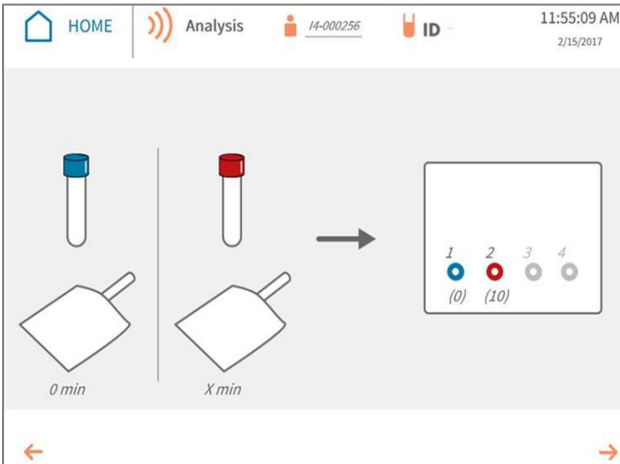 HOME
Analysis
I4-000256
ID –
11:55:09 AM
2/15/2017
1 2 3 4
(0) (10)
0 min
X min